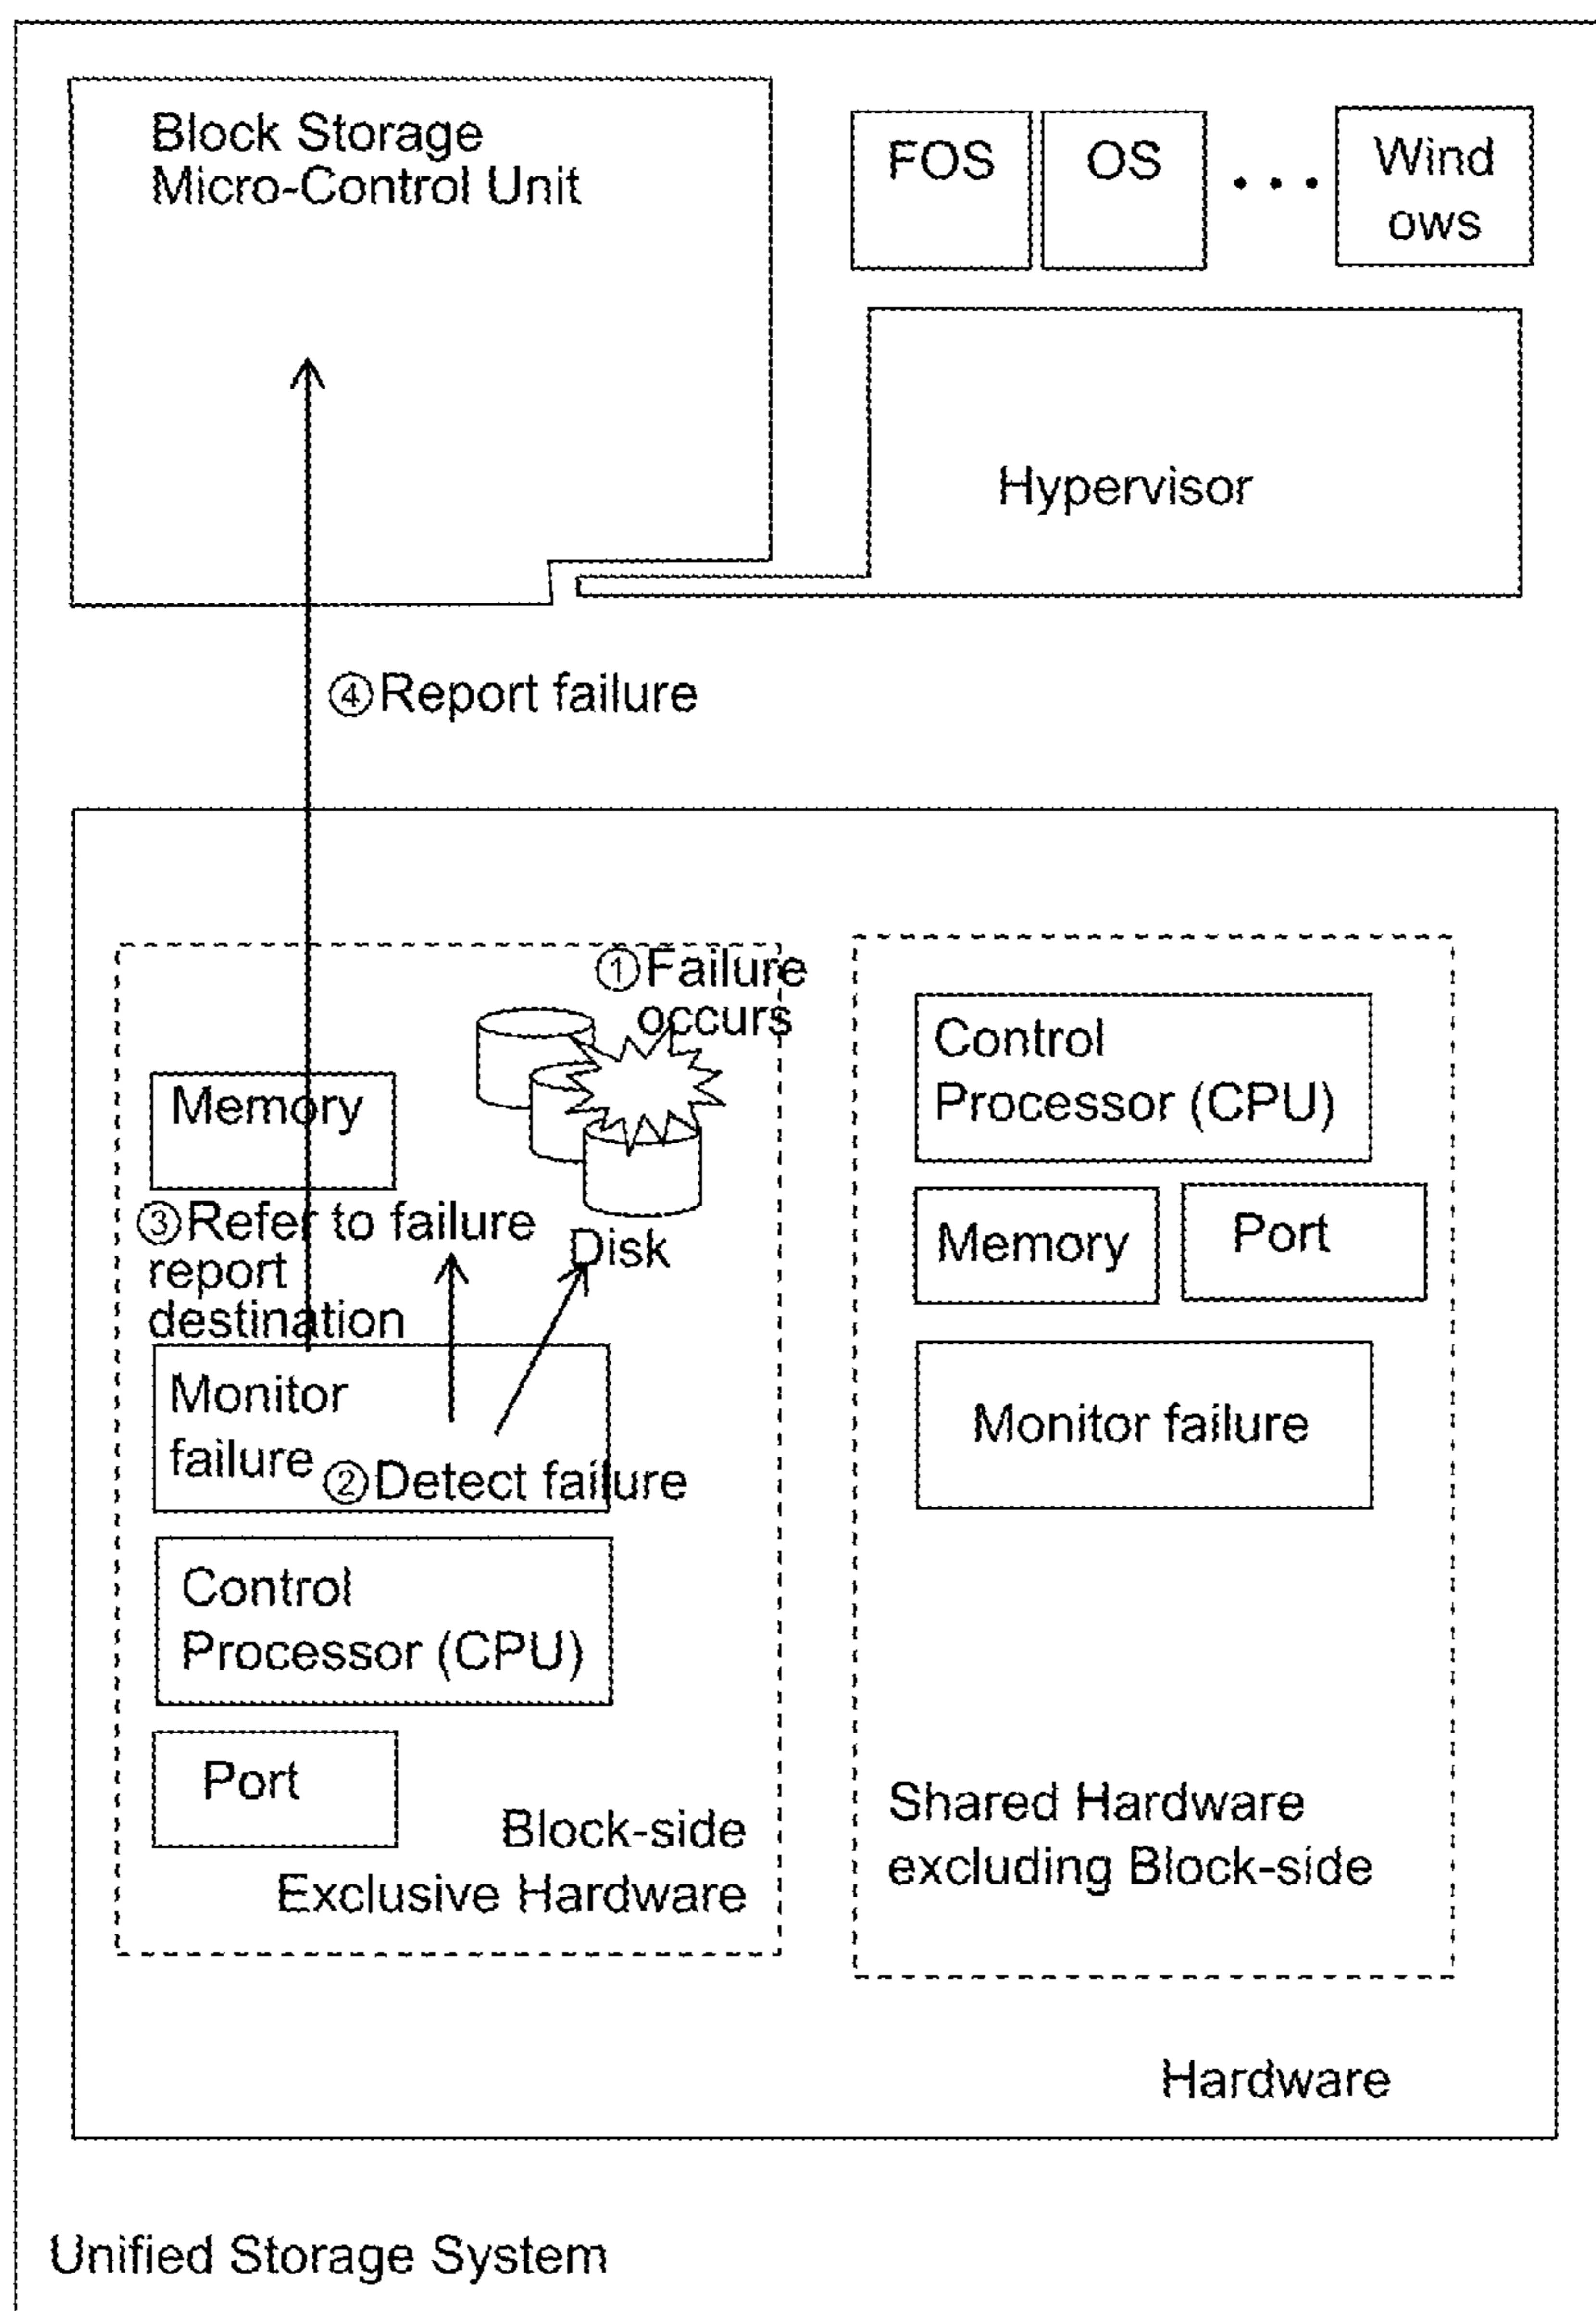 Block Storage
Micro-Control Unit
FOS
OS
• • •
Wind
ows
Hypervisor
④Report failure
①Failure
occurs
Memory
③Refer to failure
report
destination
Disk
Monitor
failure
②Detect failure
Control
Processor (CPU)
Port
Block-side
Exclusive Hardware
Control
Processor (CPU)
Memory
Port
Monitor failure
Shared Hardware
excluding Block-side
Hardware
Unified Storage System